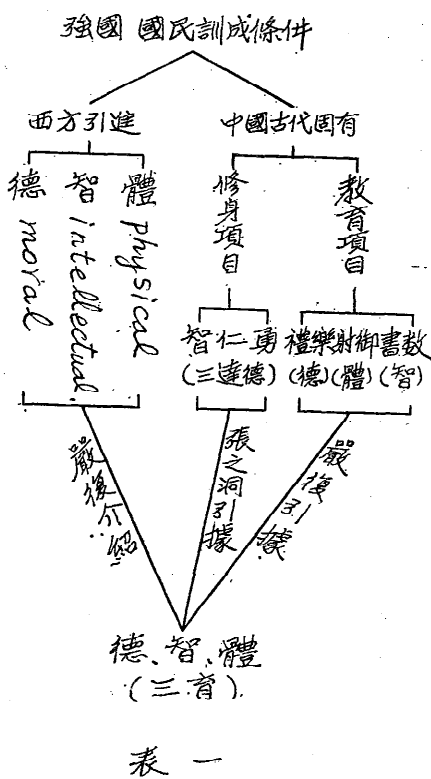 強國 國民訓成條件
西方引進
中國古代固有
德 moral
智 intellectual
體 physical
修身項目
教育項目
智仁勇
(三達德)
禮樂射御書数
(德)(體)(智)
嚴復介紹
張之洞引據
嚴復引據
德、智、體
(三育)
表一